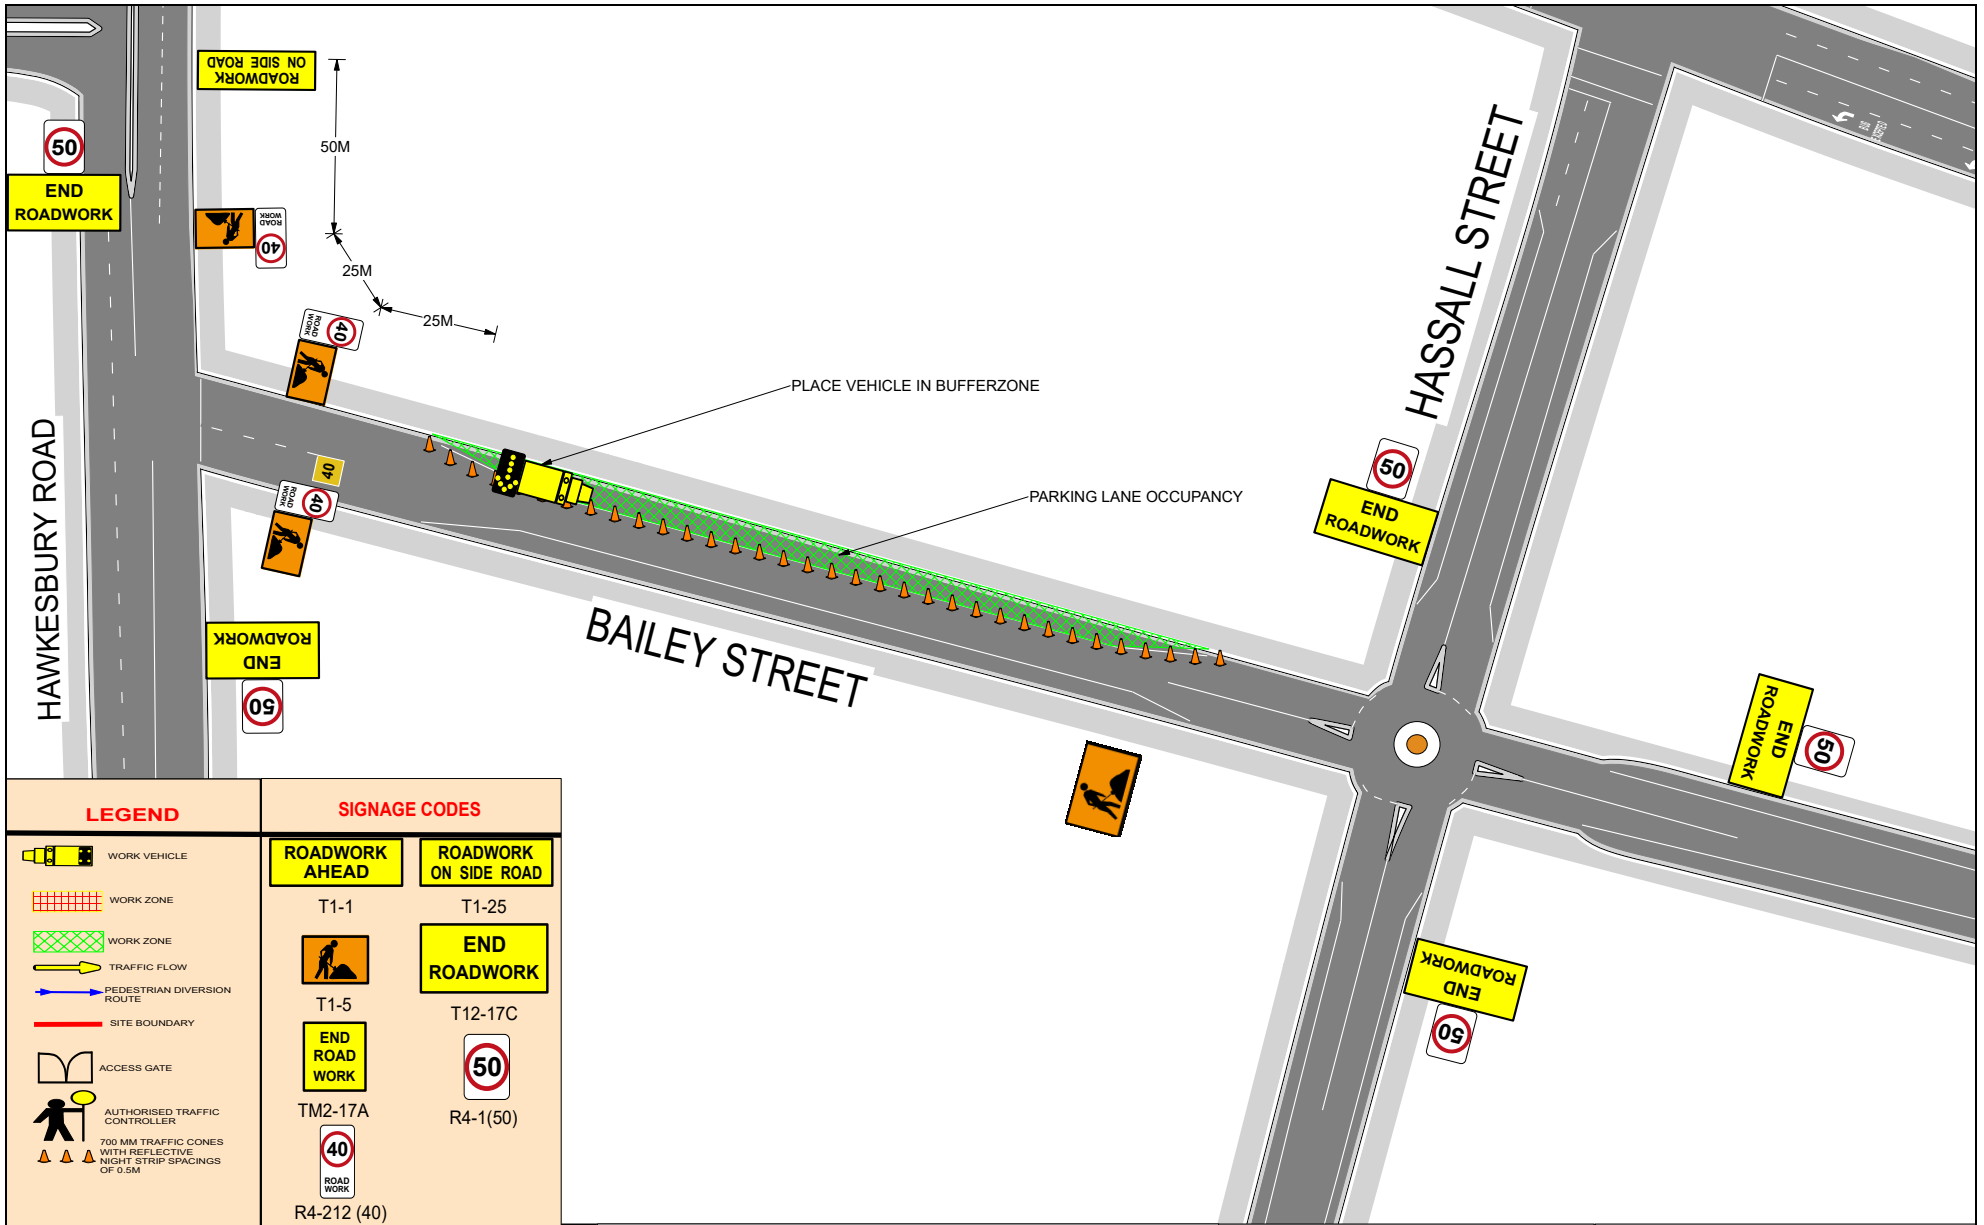 ROADWORK
ON SIDE ROAD
50
END
ROADWORK
50M
ROAD
WORK
40
25M
25M
ROAD
WORK
40
PLACE VEHICLE IN BUFFERZONE
PARKING LANE OCCUPANCY
40
ROAD
WORK
40
HAWKESBURY ROAD
BAILEY STREET
HASSALL STREET
BUS
EXCEPTED
50
END
ROADWORK
END
ROADWORK
50
END
ROADWORK
50
END
ROADWORK
50
LEGEND
WORK VEHICLE
WORK ZONE
WORK ZONE
TRAFFIC FLOW
PEDESTRIAN DIVERSION
ROUTE
SITE BOUNDARY
ACCESS GATE
AUTHORISED TRAFFIC
CONTROLLER
700 MM TRAFFIC CONES
WITH REFLECTIVE
NIGHT STRIP SPACINGS
OF 0.5M
SIGNAGE CODES
ROADWORK
AHEAD
T1-1
ROADWORK
ON SIDE ROAD
T1-25
T1-5
END
ROADWORK
T12-17C
END
ROAD
WORK
TM2-17A
50
R4-1(50)
40
ROAD
WORK
R4-212 (40)